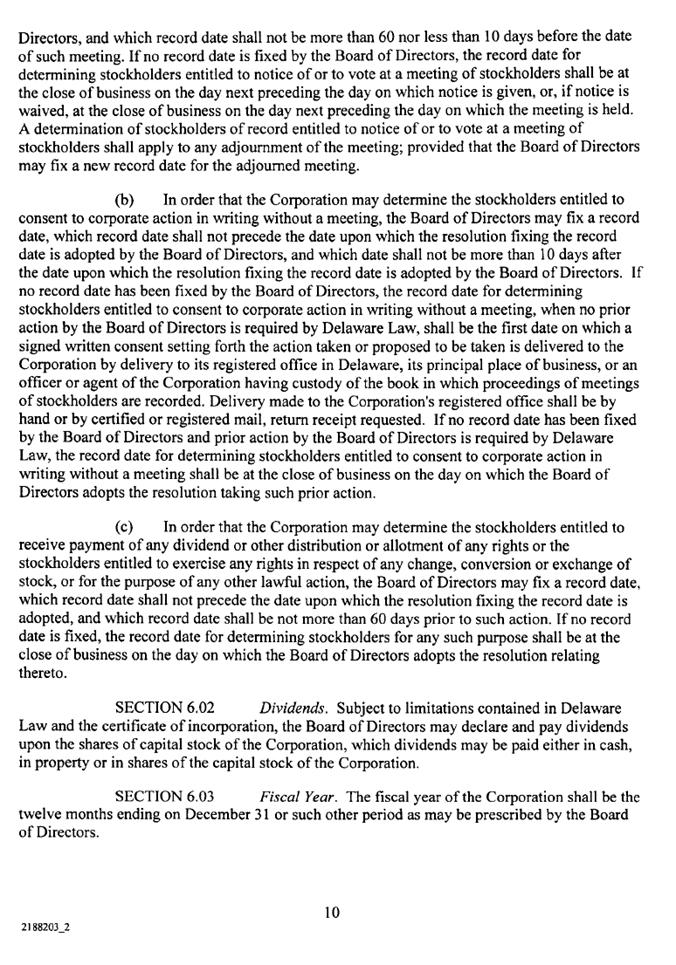 Directors, and which record date shall not be more than 60 nor less than 10 days before the date
of such meeting. If no record date is fixed by the Board of Directors, the record date for
determining stockholders entitled to notice of or to vote at a meeting of stockholders shall be at
the close of business on the day next preceding the day on which notice is given, or, if notice is
waived, at the close of business on the day next preceding the day on which the meeting is held.
A determination of stockholders of record entitled to notice of or to vote at a meeting of
stockholders shall apply to any adjournment of the meeting; provided that the Board of Directors
may fix a new record date for the adjourned meeting.
(b) In order that the Corporation may determine the stockholders entitled to
consent to corporate action in writing without a meeting, the Board of Directors may fix a record
date, which record date shall not precede the date upon which the resolution fixing the record
date is adopted by the Board of Directors, and which date shall not be more than 10 days after
the date upon which the resolution fixing the record date is adopted by the Board of Directors. If
no record date has been fixed by the Board of Directors, the record date for determining
stockholders entitled to consent to corporate action in writing without a meeting, when no prior
action by the Board of Directors is required by Delaware Law, shall be the first date on which a
signed written consent setting forth the action taken or proposed to be taken is delivered to the
Corporation by delivery to its registered office in Delaware, its principal place of business, or an
officer or agent of the Corporation having custody of the book in which proceedings of meetings
of stockholders are recorded. Delivery made to the Corporation's registered office shall be by
hand or by certified or registered mail, return receipt requested. If no record date has been fixed
by the Board of Directors and prior action by the Board of Directors is required by Delaware
Law, the record date for determining stockholders entitled to consent to corporate action in
writing without a meeting shall be at the close of business on the day on which the Board of
Directors adopts the resolution taking such prior action.
(c) In order that the Corporation may determine the stockholders entitled to
receive payment of any dividend or other distribution or allotment of any rights or the
stockholders entitled to exercise any rights in respect of any change, conversion or exchange of
stock, or for the purpose of any other lawful action, the Board of Directors may fix a record date,
which record date shall not precede the date upon which the resolution fixing the record date is
adopted, and which record date shall be not more than 60 days prior to such action. If no record
date is fixed, the record date for determining stockholders for any such purpose shall be at the
close of business on the day on which the Board of Directors adopts the resolution relating
thereto.
SECTION 6.02 Dividends. Subject to limitations contained in Delaware
Law and the certificate of incorporation, the Board of Directors may declare and pay dividends
upon the shares of capital stock of the Corporation, which dividends may be paid either in cash,
in property or in shares of the capital stock of the Corporation.
SECTION 6.03 Fiscal Year. The fiscal year of the Corporation shall be the
twelve months ending on December 31 or such other period as may be prescribed by the Board
of Directors.
10
2188203_2